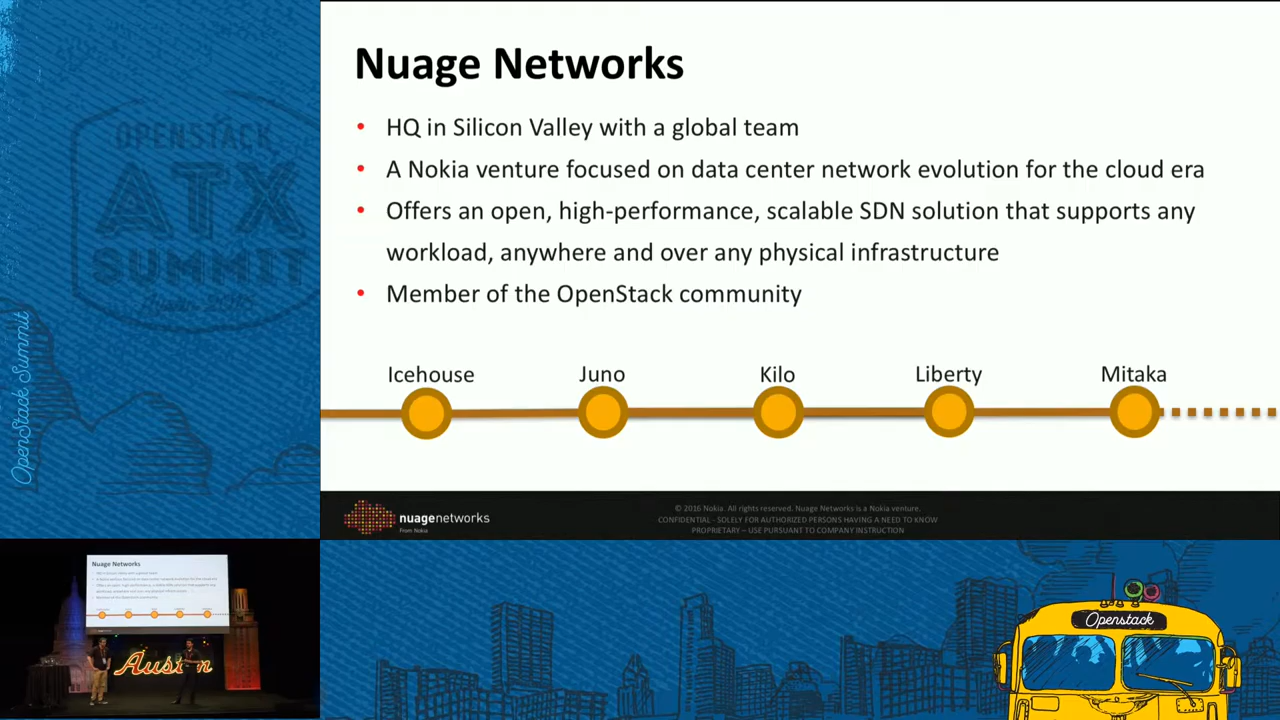 Nuage Networks
• HQ in Silicon Valley with a global team
• A Nokia venture focused on data center network evolution for the cloud era
• Offers an open, high-performance, scalable SDN solution that supports any
workload, anywhere and over any physical infrastructure
• Member of the OpenStack community
Icehouse Juno Kilo Liberty Mitaka
nuagenetworks
From Nokia
© 2016 Nokia. All rights reserved. Nuage Networks is a Nokia venture.
CONFIDENTIAL - SOLELY FOR AUTHORIZED PERSONS HAVING A NEED TO KNOW
PROPRIETARY – USE PURSUANT TO COMPANY INSTRUCTION
OPENSTACK
ATX
SUMMIT
OpenStack Summit
Nuage Networks
Austin
Openstack